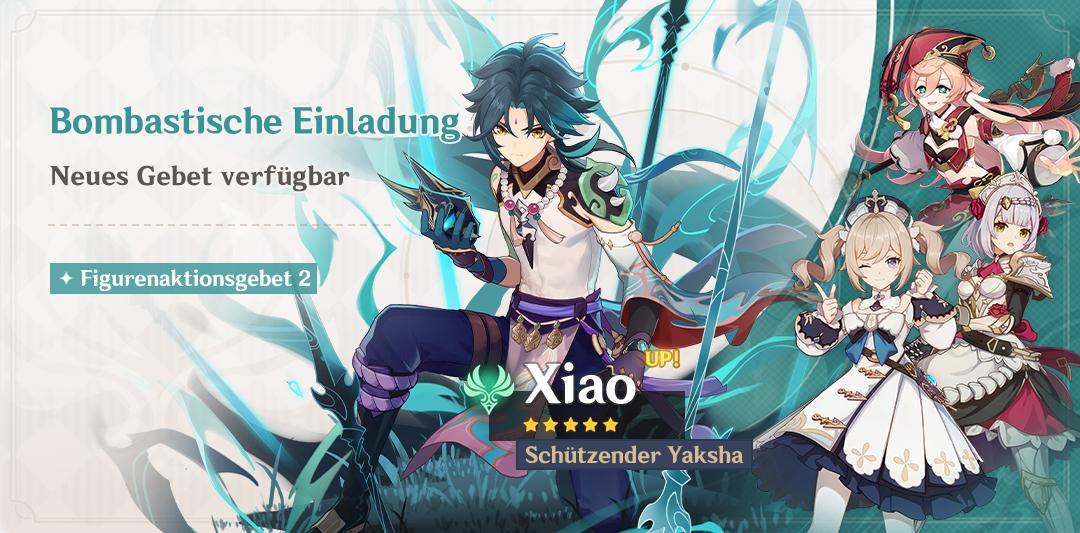 Bombastische Einladung
Neues Gebet verfügbar
Figurenaktionsgebet 2
UP!
Xiao
Schützender Yaksha